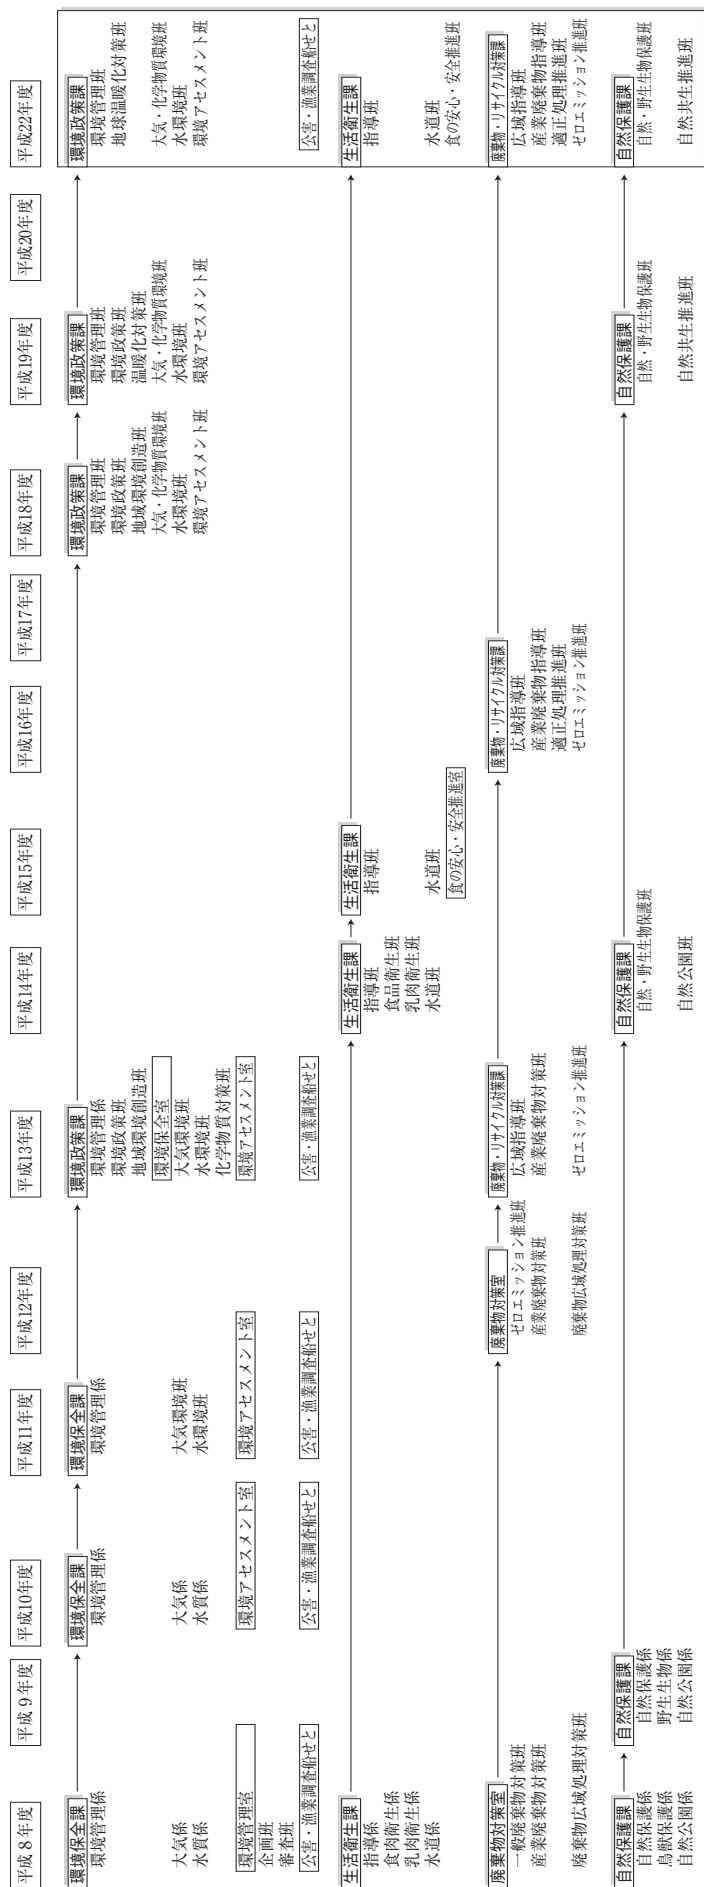 平成8年度
平成9年度
平成10年度
平成11年度
平成12年度
平成13年度
平成14年度
平成15年度
平成16年度
平成17年度
平成18年度
平成19年度
平成20年度
平成22年度
環境保全課
環境管理係
大気係
水質係
環境管理室
企画班
審査班
公害・漁業調査船せと
環境保全課
環境管理係
大気係
水質係
環境アセスメント室
公害・漁業調査船せと
環境保全課
環境管理係
大気環境班
水環境班
環境アセスメント室
公害・漁業調査船せと
環境政策課
環境管理係
環境政策班
地域環境創造班
環境保全室
大気環境班
水環境班
化学物質対策班
環境アセスメント室
公害・漁業調査船せと
環境政策課
環境管理班
環境政策班
地域環境創造班
大気・化学物質環境班
水環境班
環境アセスメント班
環境政策課
環境管理班
環境政策班
温暖化対策班
大気・化学物質環境班
水環境班
環境アセスメント班
環境政策課
環境管理班
地球温暖化対策班
大気・化学物質環境班
水環境班
環境アセスメント班
公害・漁業調査船せと
生活衛生課
指導係
食肉衛生係
乳肉衛生係
水道係
生活衛生課
指導班
食品衛生班
乳肉衛生班
水道班
生活衛生課
指導班
水道班
食の安心・安全推進室
生活衛生課
指導班
水道班
食の安心・安全推進班
廃棄物対策室
一般廃棄物対策班
産業廃棄物対策班
廃棄物広域処理対策班
廃棄物対策室
ゼロエミッション推進班
産業廃棄物対策班
廃棄物広域処理対策班
廃棄物・リサイクル対策課
広域指導班
産業廃棄物対策班
ゼロエミッション推進班
廃棄物・リサイクル対策課
広域指導班
産業廃棄物指導班
適正処理推進班
ゼロエミッション推進班
廃棄物・リサイクル対策課
広域指導班
産業廃棄物指導班
適正処理推進班
ゼロエミッション推進班
自然保護課
自然保護係
鳥獣保護係
自然公園係
自然保護課
自然保護係
野生生物係
自然公園係
自然保護課
自然・野生生物保護班
自然公園班
自然保護課
自然・野生生物保護班
自然共生推進班
自然保護課
自然・野生生物保護班
自然共生推進班